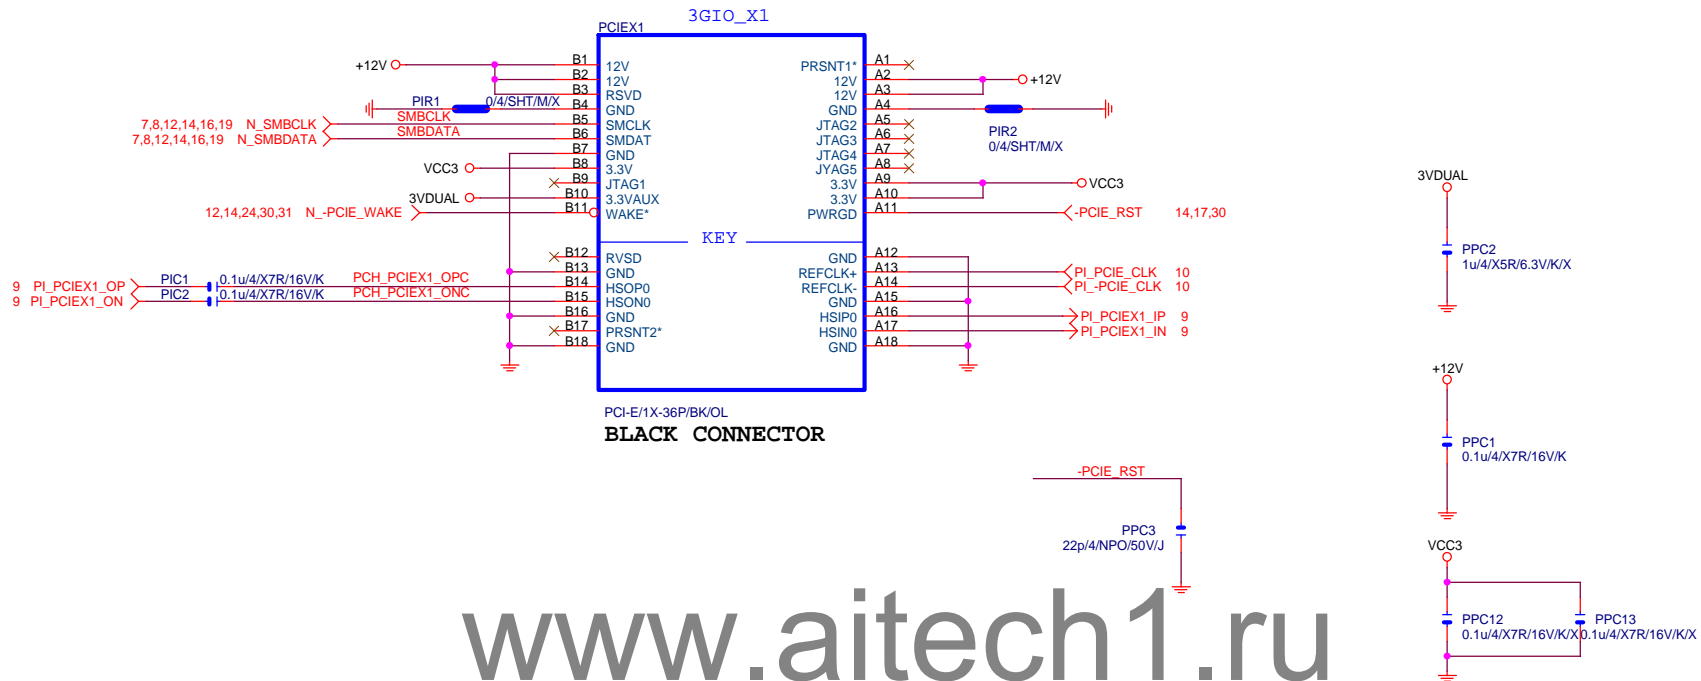 3GIO_X1
PCIEX1
+12V B1 12V PRSNT1* A1
B2 12V 12V A2 +12V
B3 RSVD 12V A3
PIR1 0/4/SHT/M/X B4 GND GND A4
7,8,12,14,16,19 N_SMBCLK SMBCLK B5 SMCLK JTAG2 A5
7,8,12,14,16,19 N_SMBDATA SMBDATA B6 SMDAT JTAG3 A6 PIR2
B7 GND JTAG4 A7 0/4/SHT/M/X
VCC3 B8 3.3V JYAG5 A8
B9 JTAG1 3.3V A9 VCC3
3VDUAL B10 3.3VAUX 3.3V A10
12,14,24,30,31 N_-PCIE_WAKE B11 WAKE* PWRGD A11 -PCIE_RST 14,17,30
KEY
B12 RVSD GND A12
B13 GND REFCLK+ A13 PI_PCIE_CLK 10
9 PI_PCIEX1_OP PIC1 0.1u/4/X7R/16V/K PCH_PCIEX1_OPC B14 HSOP0 REFCLK- A14 PI_-PCIE_CLK 10
9 PI_PCIEX1_ON PIC2 0.1u/4/X7R/16V/K PCH_PCIEX1_ONC B15 HSON0 GND A15
B16 GND HSIP0 A16 PI_PCIEX1_IP 9
B17 PRSNT2* HSIN0 A17 PI_PCIEX1_IN 9
B18 GND GND A18
PCI-E/1X-36P/BK/OL
BLACK CONNECTOR
3VDUAL
PPC2
1u/4/X5R/6.3V/K/X
+12V
PPC1
0.1u/4/X7R/16V/K
-PCIE_RST
PPC3
22p/4/NPO/50V/J
VCC3
PPC12 PPC13
0.1u/4/X7R/16V/K/X 0.1u/4/X7R/16V/K/X
www.aitech1.ru